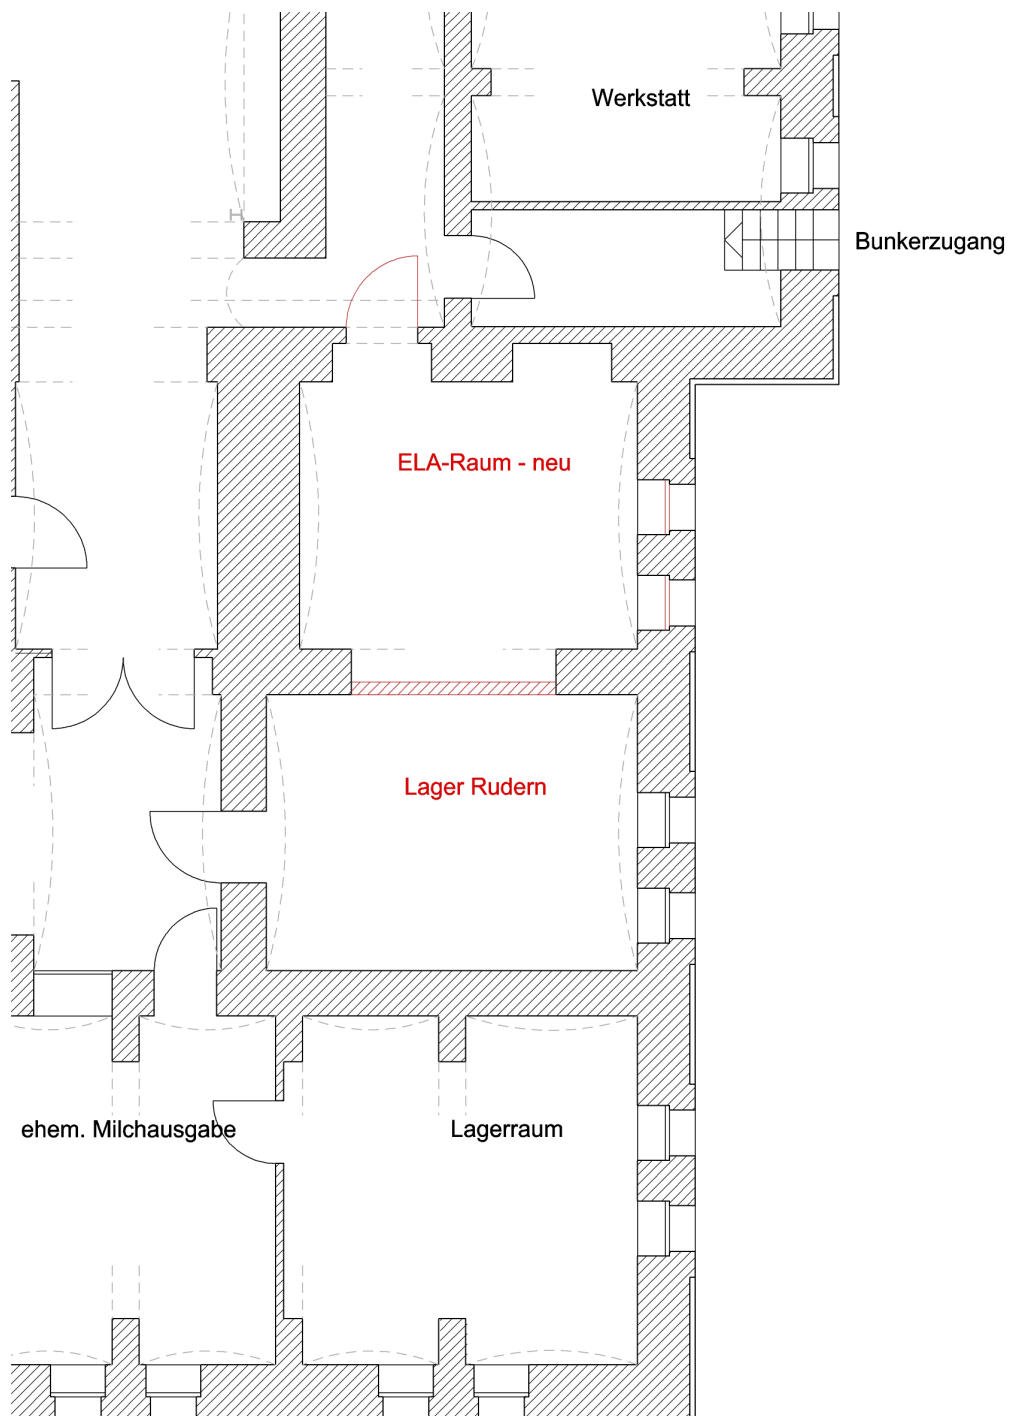 Werkstatt
Bunkerzugang
ELA-Raum - neu
Lager Rudern
ehem. Milchausgabe
Lagerraum